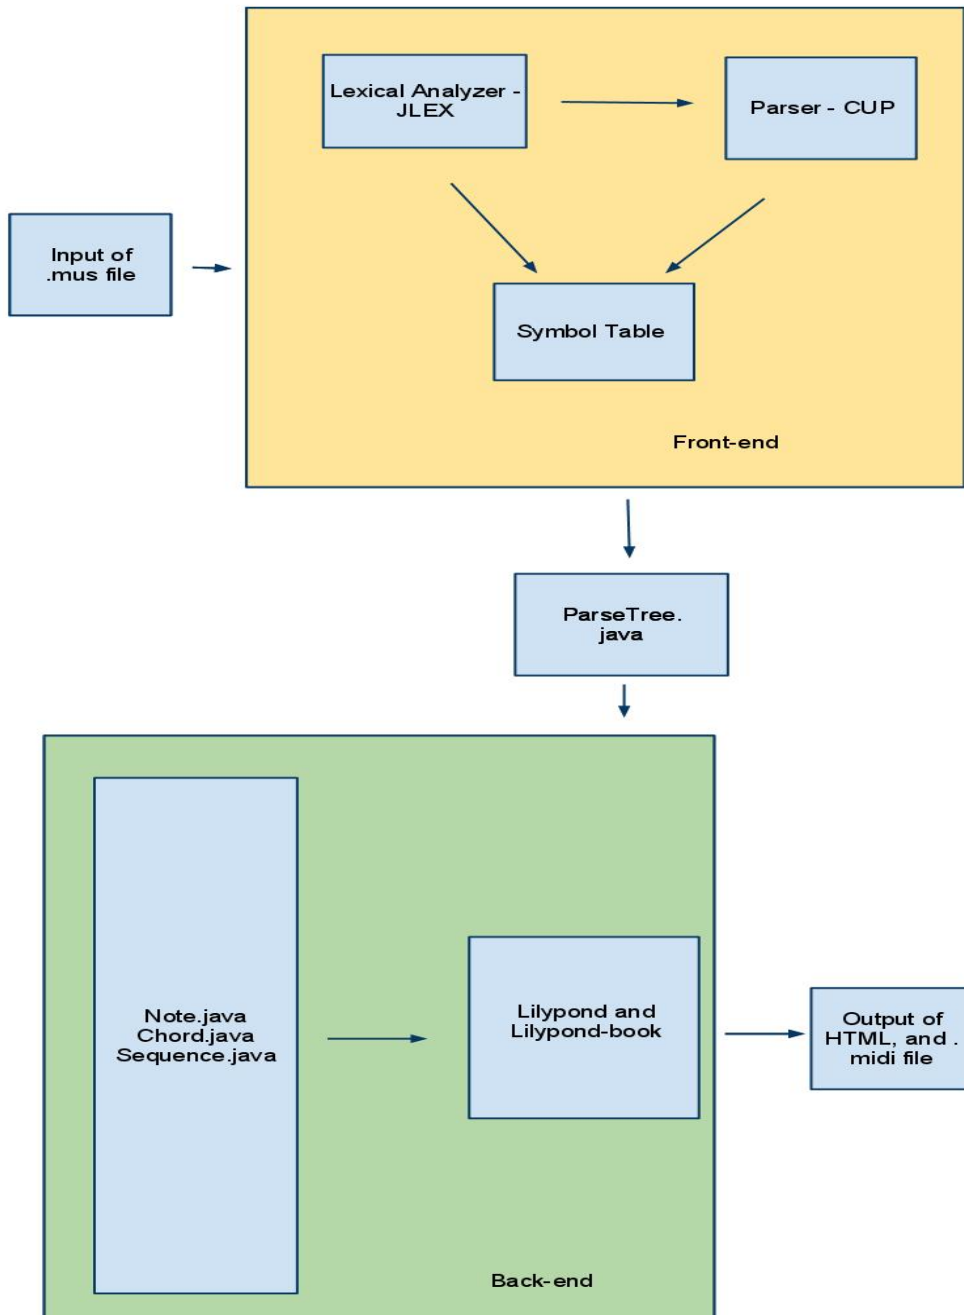 Lexical Analyzer -
JLEX
Parser - CUP
Input of
.mus file
Symbol Table
Front-end
ParseTree.
java
Note.java
Chord.java
Sequence.java
Lilypond and
Lilypond-book
Output of
HTML, and .
midi file
Back-end